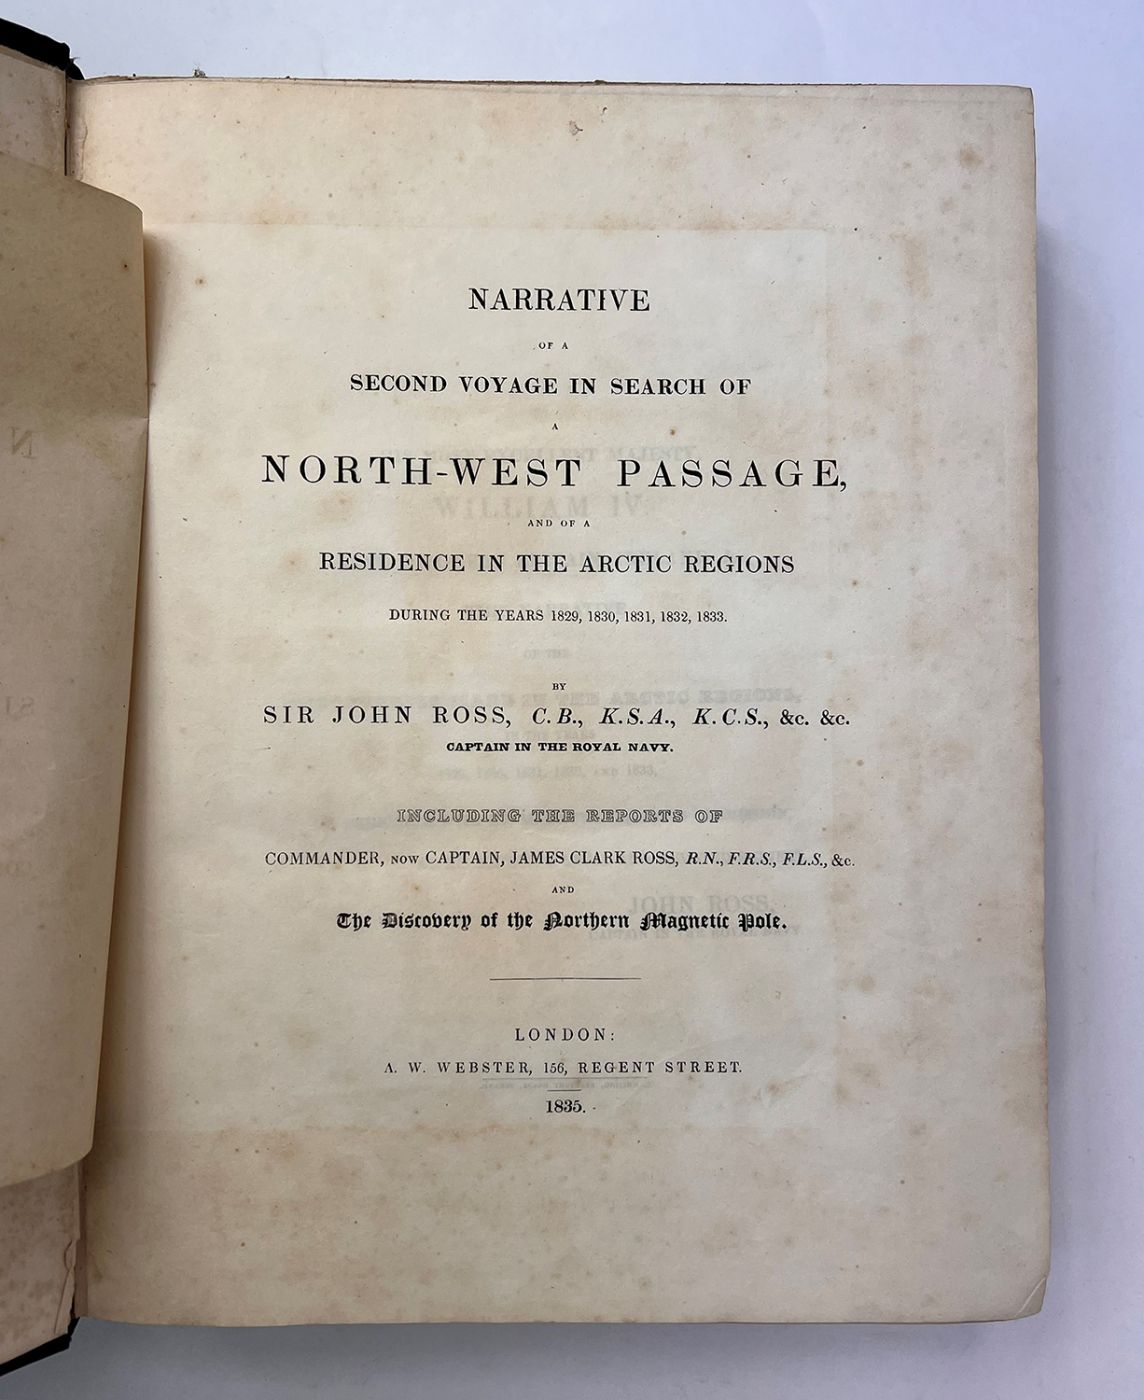 NARRATIVE
OF A
SECOND VOYAGE IN SEARCH OF
A
NORTH-WEST PASSAGE,
AND OF A
RESIDENCE IN THE ARCTIC REGIONS
DURING THE YEARS 1829, 1830, 1831, 1832, 1833.
BY
SIR JOHN ROSS, C.B., K.S.A., K.C.S., &c. &c.
CAPTAIN IN THE ROYAL NAVY.
INCLUDING THE REPORTS OF
COMMANDER, NOW CAPTAIN, JAMES CLARK ROSS, R.N., F.R.S., F.L.S., &c.
AND
The Discovery of the Northern Magnetic Pole.
LONDON:
A. W. WEBSTER, 156, REGENT STREET.
1835.